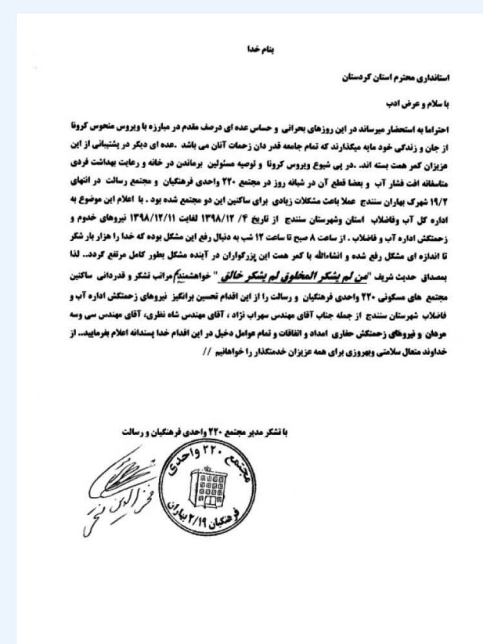 بنام خدا
استانداری محترم استان کردستان
با سلام و عرض ادب
احتراما به استحضار میرساند در این روزهای بحرانی و حساس عده ای درصف مقدم در مبارزه با ویروس منحوس کرونا
از جان و زندگی خود مایه میگذارند که تمام جامعه قدر دان زحمات آنان می باشد .عده ای دیگر در پشتیبانی از این
عزیزان کمر همت بسته اند. .در پی شیوع ویروس کرونا و توصیه مسئولین برماندن در خانه و رعایت بهداشت فردی
متاسفانه افت فشار آب و بعضا قطع آن در شبانه روز در مجتمع ۲۲۰ واحدی فرهنگیان و مجتمع رسالت در انتهای
۱۹/۲ شهرک بهاران سنندج عملا باعث مشکلات زیادی برای ساکنین این دو مجتمع شده بود . با اعلام این موضوع به
اداره کل آب وفاضلاب استان وشهرستان سنندج از تاریخ ۴/ ۱۳۹۸/۱۲ لغایت ۱۳۹۸/۱۲/۱۱ نیروهای خدوم و
زحمتکش اداره آب و فاضلاب . از ساعت ۸ صبح تا ساعت ۱۲ شب به دنبال رفع این مشکل بوده که خدا را هزار بار شکر
تا اندازه ای مشکل رفع شده و انشاءالله با کمر همت این بزرگواران در آینده مشکل بطور کامل مرتفع گردد.. لذا
بمصداق حدیث شریف "من لم یشکر المخلوق لم یشکر خالق " خواهشمندم مراتب تشکر و قدردانی ساکنین
مجتمع های مسکونی ۲۲۰ واحدی فرهنگیان و رسالت را از این اقدام تحسین برانگیز نیروهای زحمتکش اداره آب و
فاضلاب شهرستان سنندج از جمله جناب آقای مهندس سهراب نژاد ، آقای مهندس شاه نظری، آقای مهندس سی وسه
مردان و نیروهای زحمتکش حفاری امداد و اتفاقات و تمام عوامل دخیل در این اقدام خدا پسندانه اعلام بفرمایید.. از
خداوند متعال سلامتی وبهروزی برای همه عزیزان خدمتگذار را خواهانیم //
با تشکر مدیر مجتمع ۲۲۰ واحدی فرهنگیان و رسالت
مجتمع ۲۲۰ واحدی
فرهنگیان ۲/۱۹ بهاران